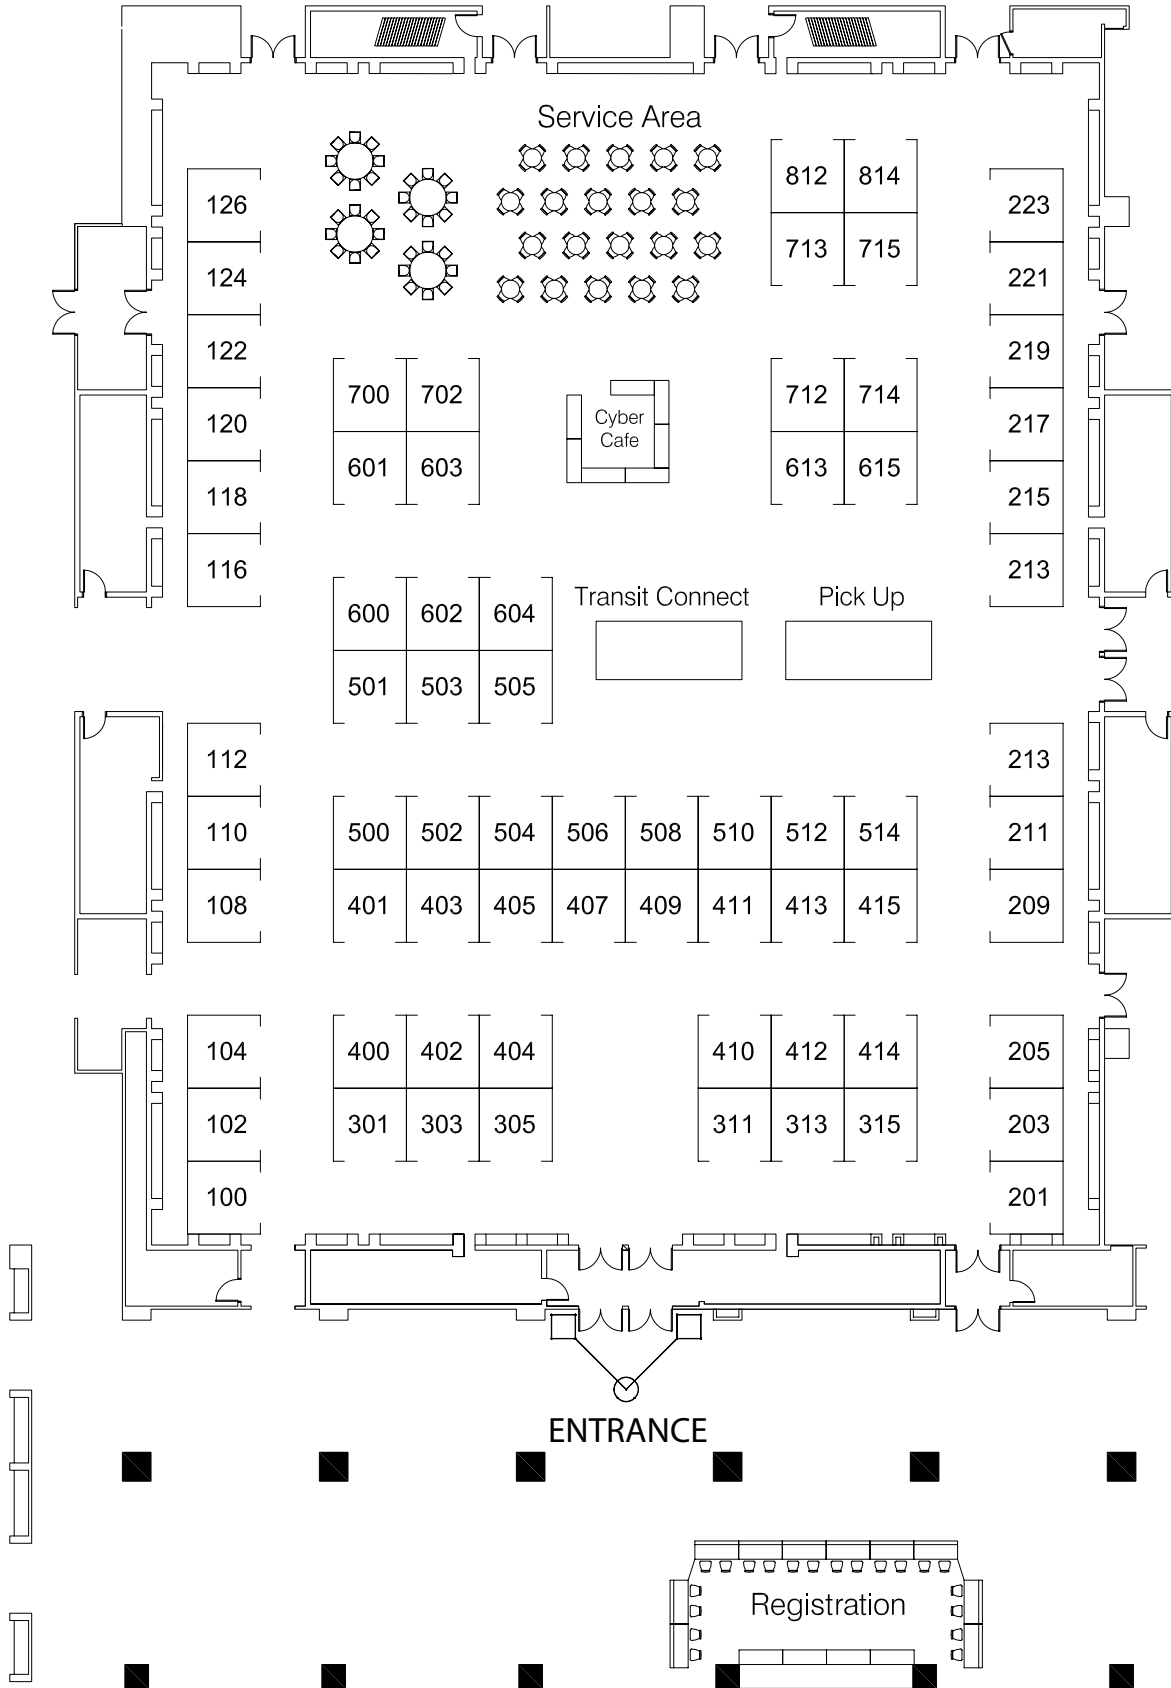 Service Area
812 814
126 223
713 715
124 221
122 219
700 702 Cyber 712 714
120 Cafe 217
601 603 613 615
118 215
116 213
Transit Connect Pick Up
600 602 604
501 503 505
112 213
110 500 502 504 506 508 510 512 514 211
108 401 403 405 407 409 411 413 415 209
104 400 402 404 410 412 414 205
102 301 303 305 311 313 315 203
100 201
ENTRANCE
Registration